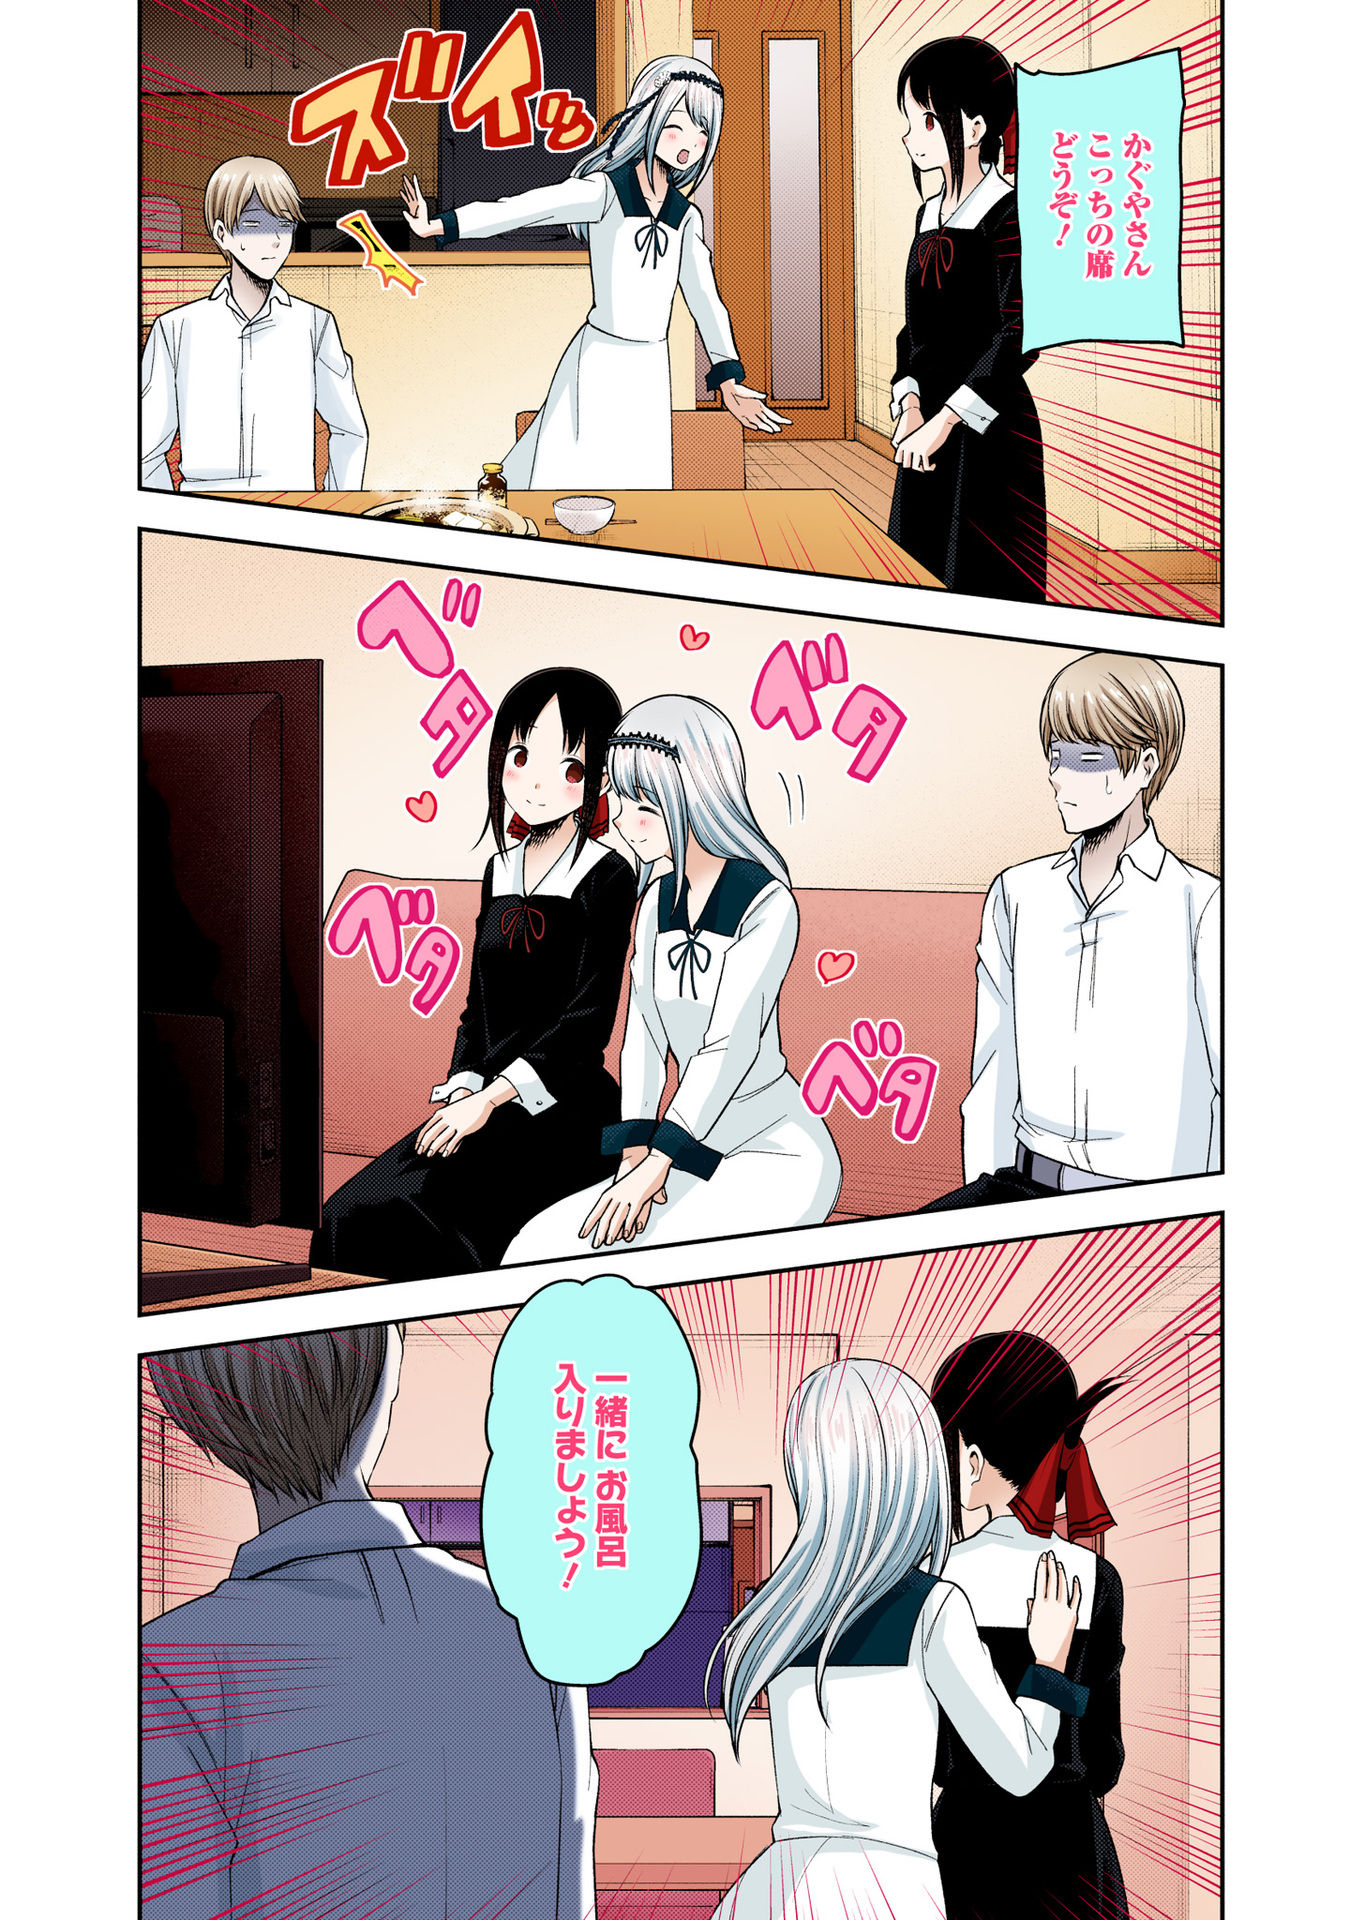 かぐやさん
こっちの席
どうぞ！
ズイッ
ベタ
ベタ
ベタ
ベタ
一緒にお風呂
入りましょう！